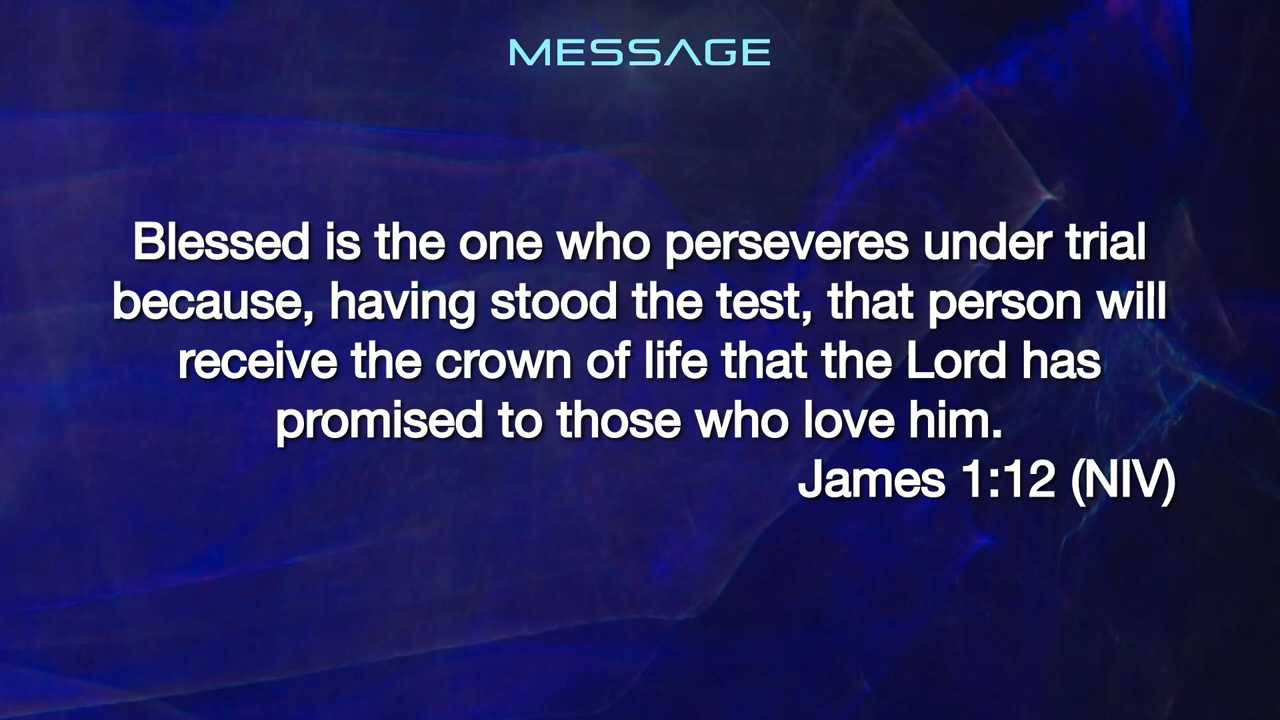 MESSAGE
Blessed is the one who perseveres under trial
because, having stood the test, that person will
receive the crown of life that the Lord has
promised to those who love him.
James 1:12 (NIV)